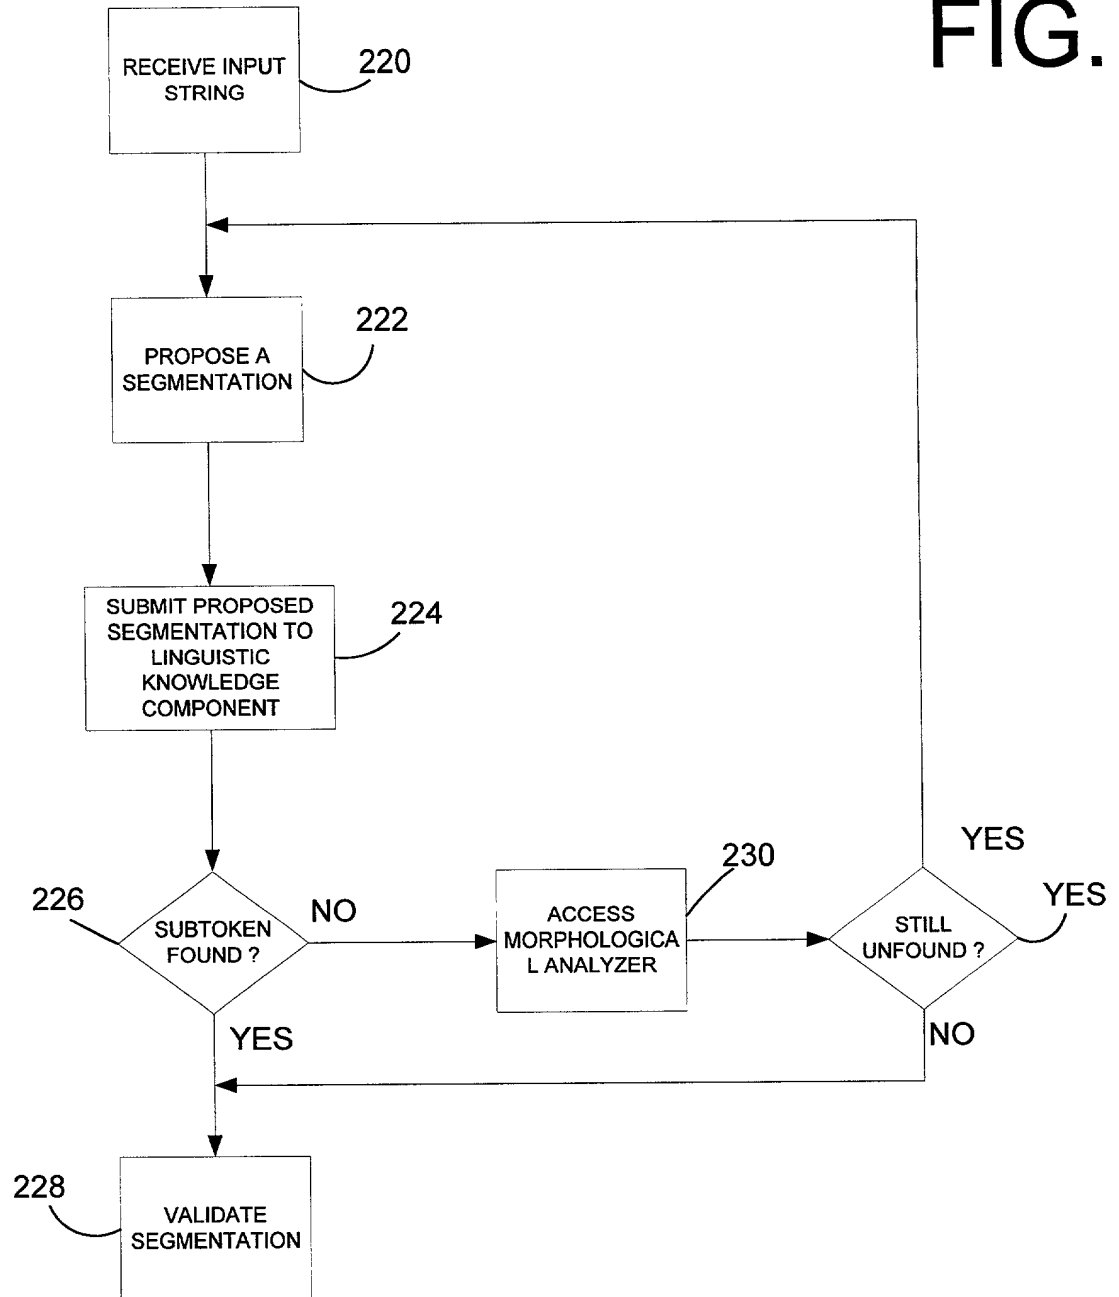 FIG.
RECEIVE INPUT
STRING
220
PROPOSE A
SEGMENTATION
222
SUBMIT PROPOSED
SEGMENTATION TO
LINGUISTIC
KNOWLEDGE
COMPONENT
224
226
SUBTOKEN
FOUND ?
NO
YES
ACCESS
MORPHOLOGICA
L ANALYZER
230
STILL
UNFOUND ?
YES
YES
NO
228
VALIDATE
SEGMENTATION